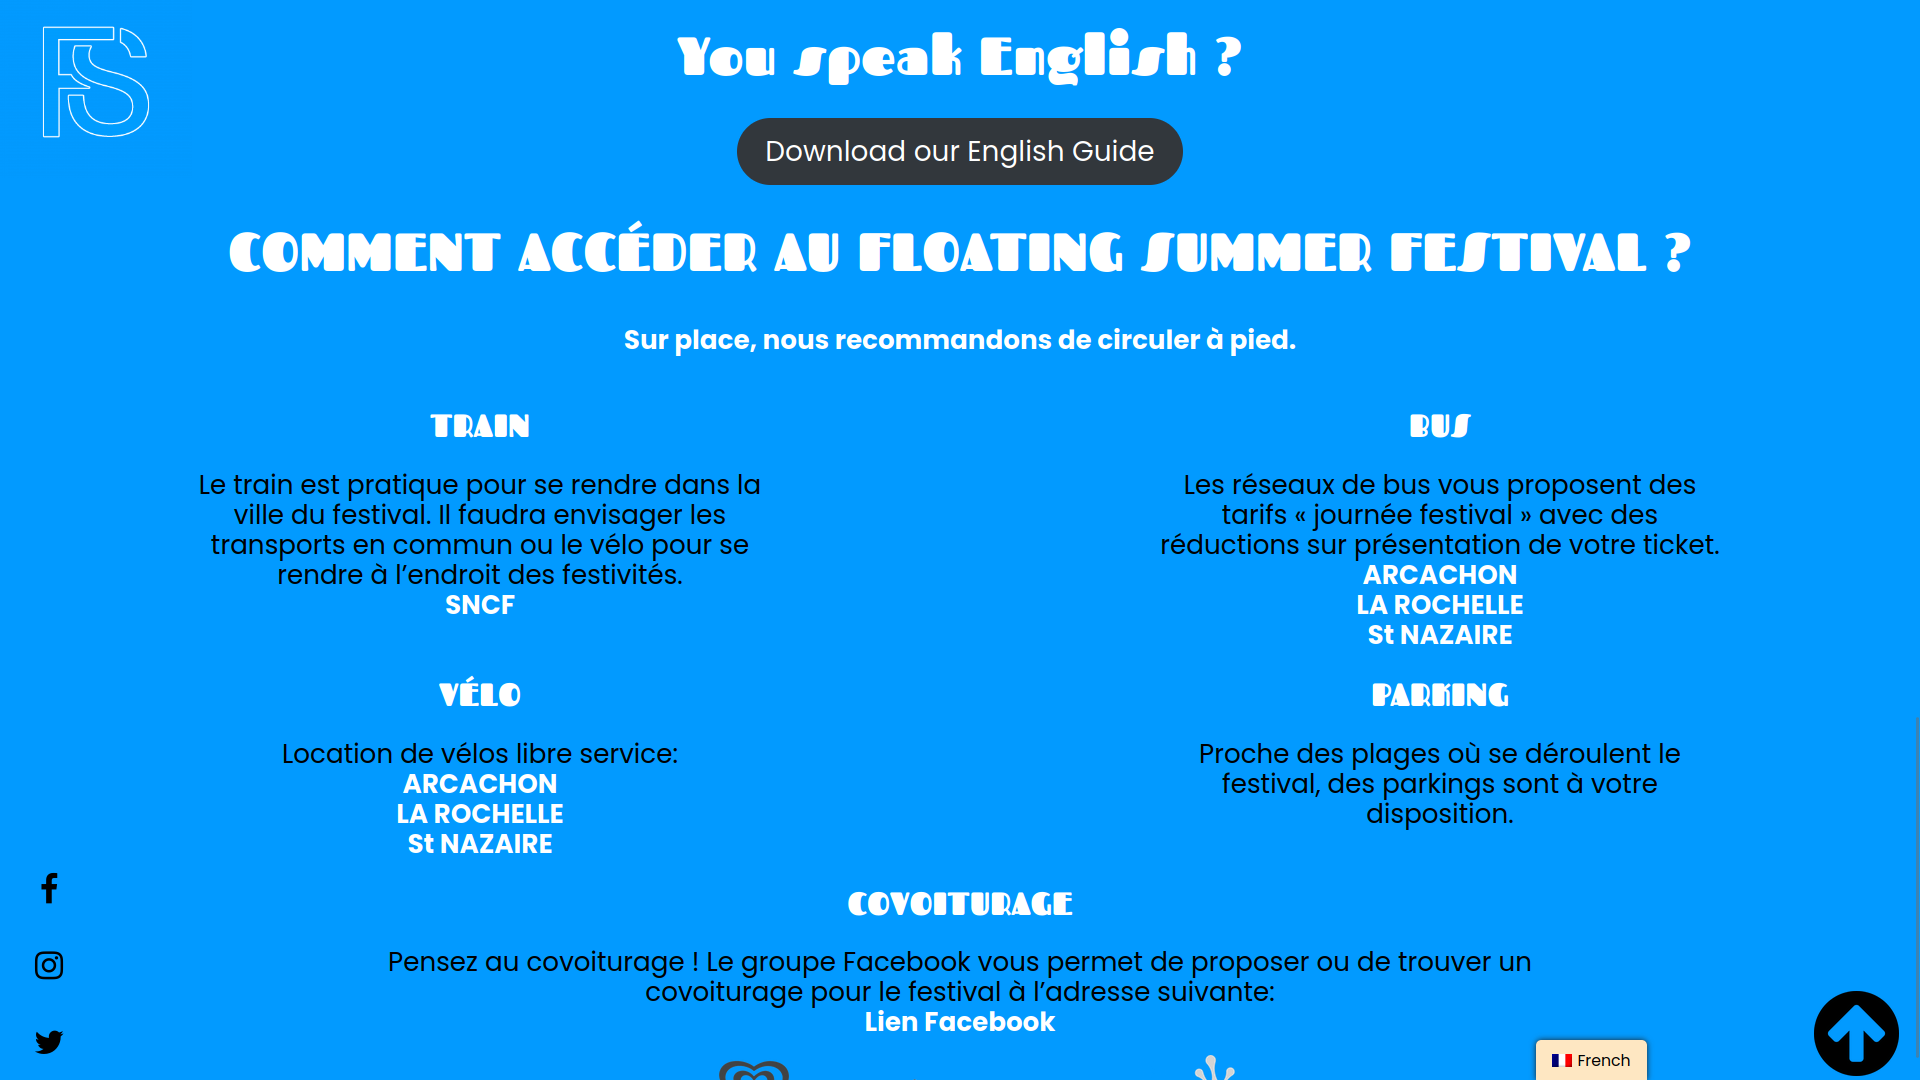 FS
You speak English ?
Download our English Guide
COMMENT ACCÉDER AU FLOATING SUMMER FESTIVAL ?
Sur place, nous recommandons de circuler à pied.
TRAIN
Le train est pratique pour se rendre dans la
ville du festival. Il faudra envisager les
transports en commun ou le vélo pour se
rendre à l’endroit des festivités.
SNCF
BUS
Les réseaux de bus vous proposent des
tarifs « journée festival » avec des
réductions sur présentation de votre ticket.
ARCACHON
LA ROCHELLE
St NAZAIRE
VÉLO
Location de vélos libre service:
ARCACHON
LA ROCHELLE
St NAZAIRE
PARKING
Proche des plages où se déroulent le
festival, des parkings sont à votre
disposition.
COVOITURAGE
Pensez au covoiturage ! Le groupe Facebook vous permet de proposer ou de trouver un
covoiturage pour le festival à l’adresse suivante:
Lien Facebook
French